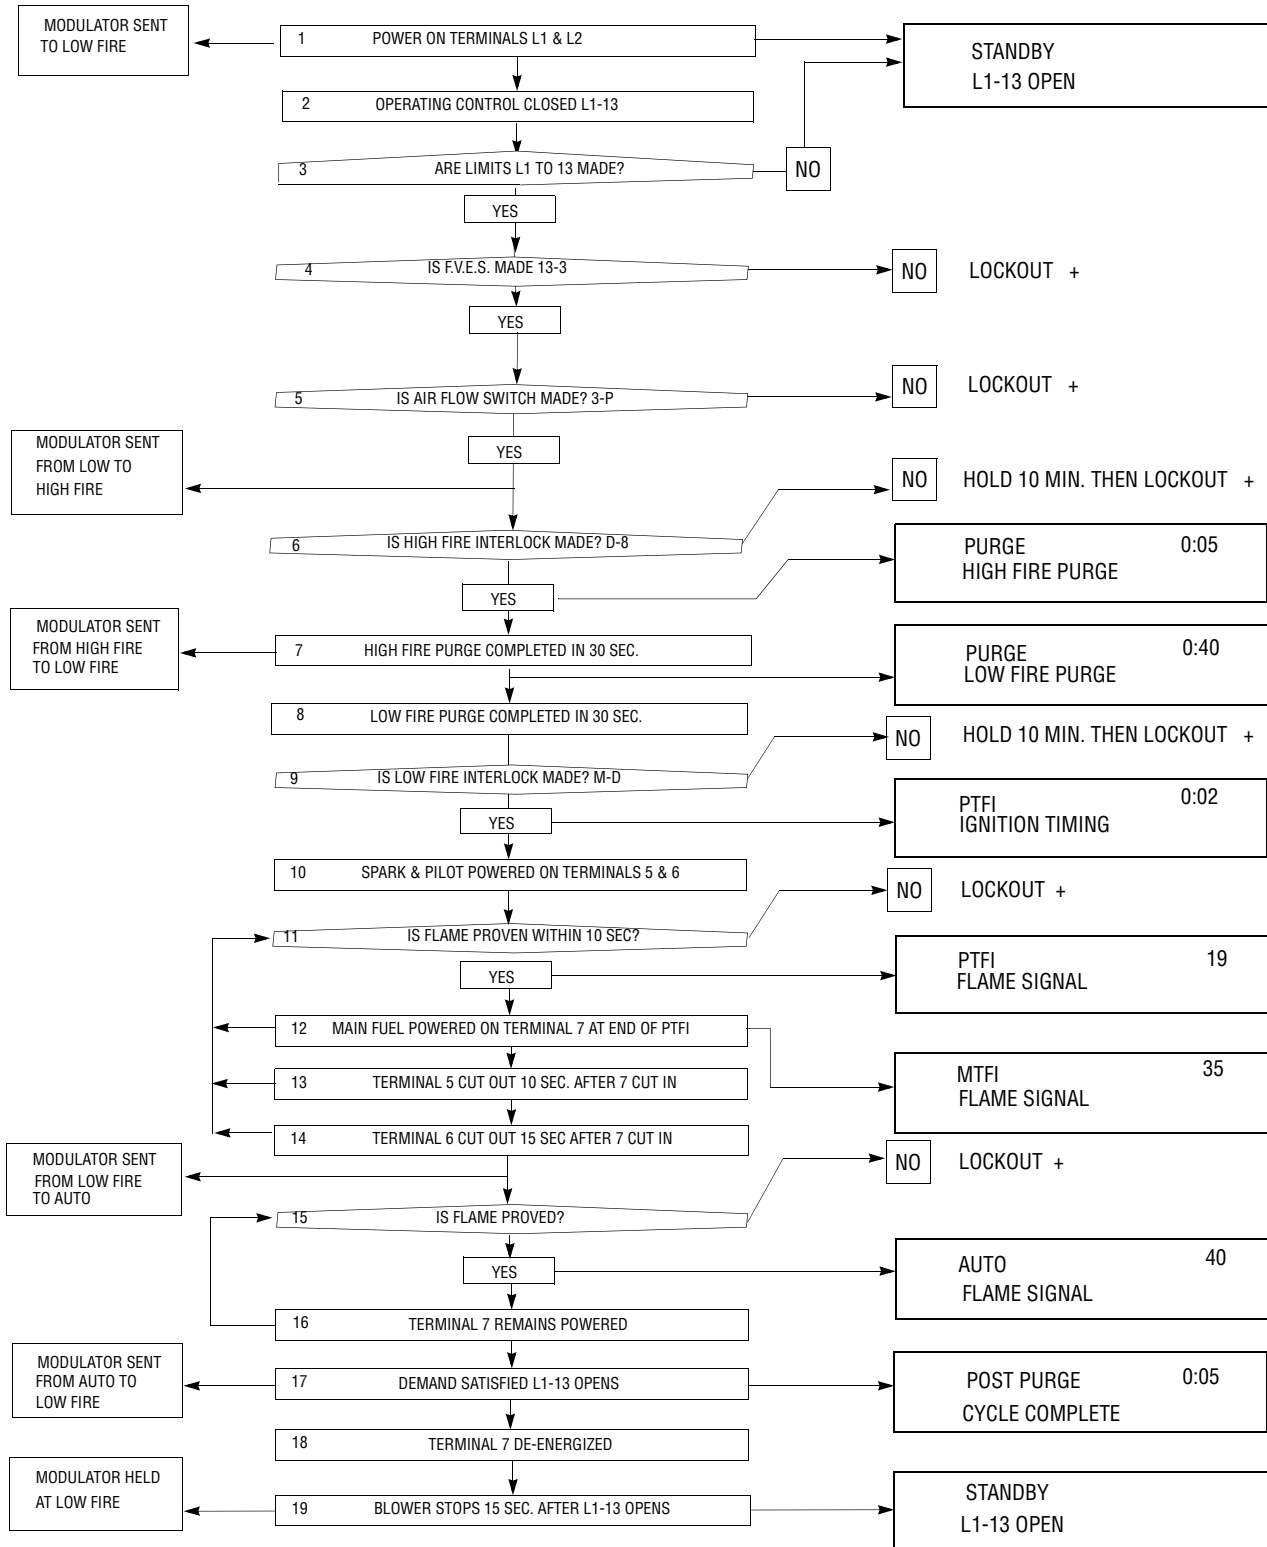 MODULATOR SENT
TO LOW FIRE
1 POWER ON TERMINALS L1 & L2
STANDBY
L1-13 OPEN
2 OPERATING CONTROL CLOSED L1-13
3 ARE LIMITS L1 TO 13 MADE?
NO
YES
4 IS F.V.E.S. MADE 13-3
NO LOCKOUT +
YES
5 IS AIR FLOW SWITCH MADE? 3-P
NO LOCKOUT +
YES
MODULATOR SENT
FROM LOW TO
HIGH FIRE
NO HOLD 10 MIN. THEN LOCKOUT +
6 IS HIGH FIRE INTERLOCK MADE? D-8
PURGE 0:05
HIGH FIRE PURGE
YES
MODULATOR SENT
FROM HIGH FIRE
TO LOW FIRE
7 HIGH FIRE PURGE COMPLETED IN 30 SEC.
PURGE 0:40
LOW FIRE PURGE
8 LOW FIRE PURGE COMPLETED IN 30 SEC.
NO HOLD 10 MIN. THEN LOCKOUT +
9 IS LOW FIRE INTERLOCK MADE? M-D
YES
PTFI 0:02
IGNITION TIMING
10 SPARK & PILOT POWERED ON TERMINALS 5 & 6
NO LOCKOUT +
11 IS FLAME PROVEN WITHIN 10 SEC?
YES
PTFI 19
FLAME SIGNAL
12 MAIN FUEL POWERED ON TERMINAL 7 AT END OF PTFI
13 TERMINAL 5 CUT OUT 10 SEC. AFTER 7 CUT IN
MTFI 35
FLAME SIGNAL
14 TERMINAL 6 CUT OUT 15 SEC AFTER 7 CUT IN
MODULATOR SENT
FROM LOW FIRE
TO AUTO
NO LOCKOUT +
15 IS FLAME PROVED?
YES
AUTO 40
FLAME SIGNAL
16 TERMINAL 7 REMAINS POWERED
MODULATOR SENT
FROM AUTO TO
LOW FIRE
17 DEMAND SATISFIED L1-13 OPENS
POST PURGE 0:05
CYCLE COMPLETE
18 TERMINAL 7 DE-ENERGIZED
MODULATOR HELD
AT LOW FIRE
19 BLOWER STOPS 15 SEC. AFTER L1-13 OPENS
STANDBY
L1-13 OPEN